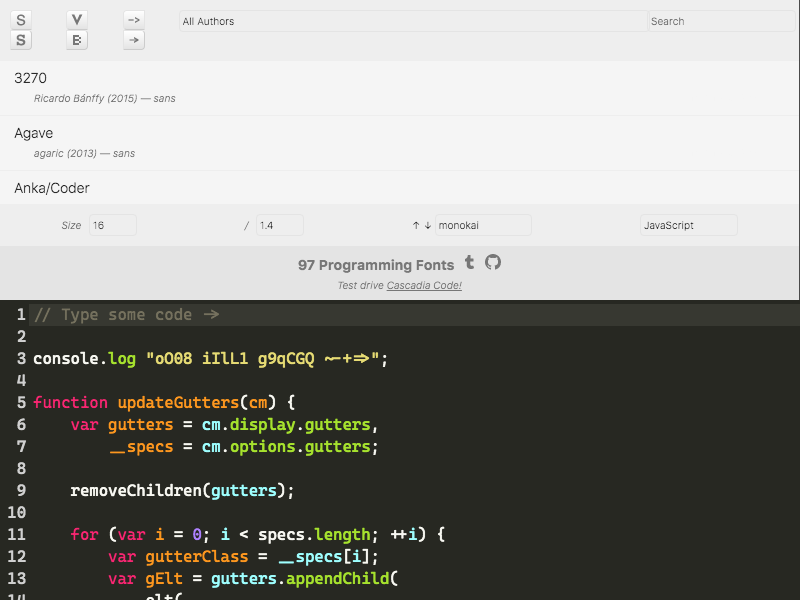 S V -> All Authors Search
S B ->
3270
Ricardo Bánffy (2015) — sans
Agave
agaric (2013) — sans
Anka/Coder
Size 16 / 1.4 ↑ ↓ monokai JavaScript
97 Programming Fonts
Test drive Cascadia Code!
1 // Type some code ->
2
3 console.log "oO08 iIlL1 g9qCGQ ~-+=>";
4
5 function updateGutters(cm) {
6 var gutters = cm.display.gutters,
7 __specs = cm.options.gutters;
8
9 removeChildren(gutters);
10
11 for (var i = 0; i < specs.length; ++i) {
12 var gutterClass = __specs[i];
13 var gElt = gutters.appendChild(
14 elt(